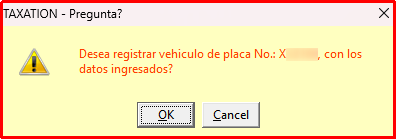 TAXATION - Pregunta?
Desea registrar vehiculo de placa No.: X , con los
datos ingresados?
OK
Cancel